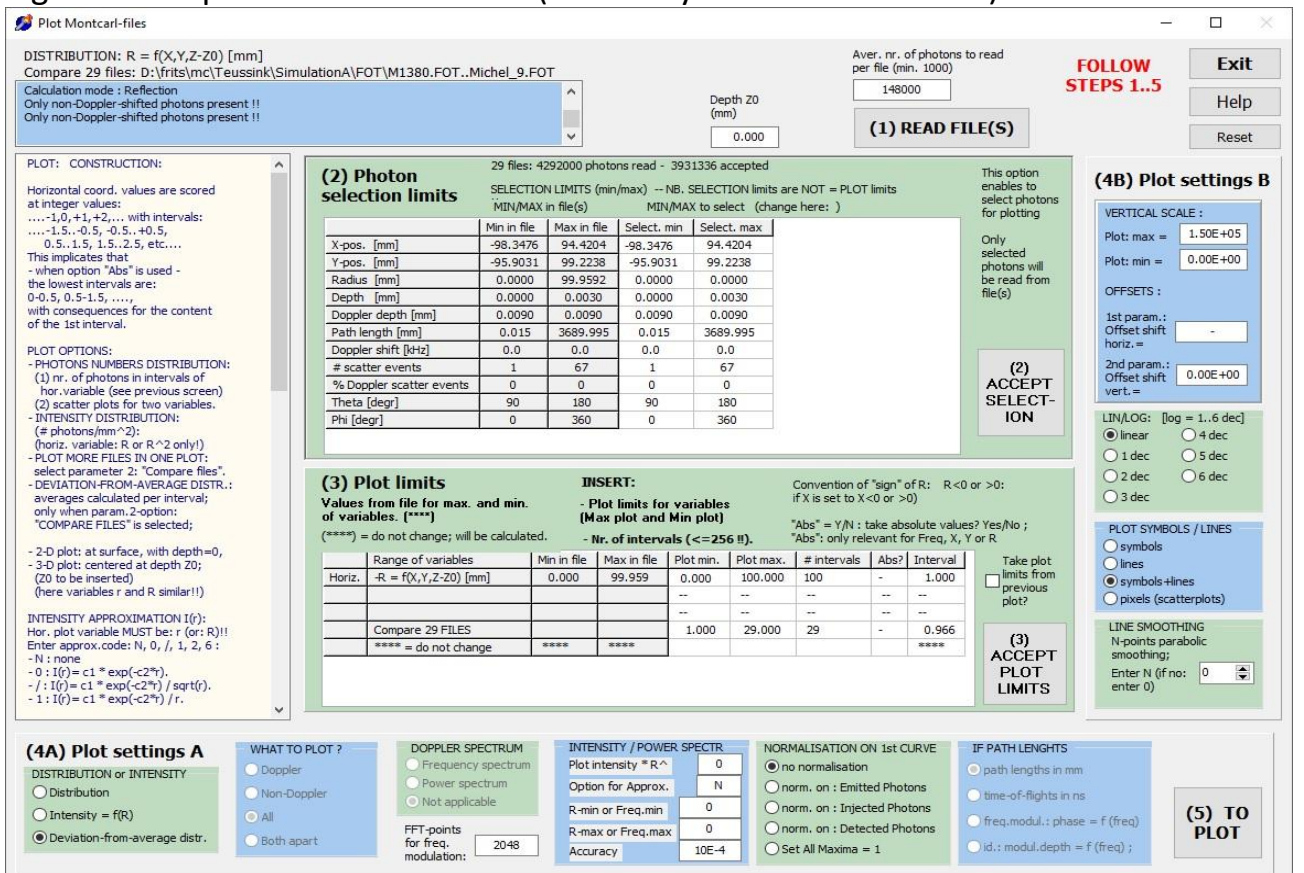 Plot Montcarl-files
DISTRIBUTION: R = f(X,Y,Z-Z0) [mm]
Compare 29 files: D:\frits\mc\Teussink\SimulationA\FOT\M1380.FOT..Michel_9.FOT
Calculation mode : Reflection
Only non-Doppler-shifted photons present !!
Only non-Doppler-shifted photons present !!
Depth Z0
(mm)
0.000
Aver. nr. of photons to read
per file (min. 1000)
148000
(1) READ FILE(S)
FOLLOW
STEPS 1..5
Exit
Help
Reset
PLOT: CONSTRUCTION:
Horizontal coord. values are scored
at integer values:
....-1,0,+1,+2,... with intervals:
....-1.5..-0.5, -0.5..+0.5,
0.5..1.5, 1.5..2.5, etc....
This implicates that
- when option "Abs" is used -
the lowest intervals are:
0-0.5, 0.5-1.5, ....,
with consequences for the content
of the 1st interval.
PLOT OPTIONS:
- PHOTONS NUMBERS DISTRIBUTION:
(1) nr. of photons in intervals of
hor.variable (see previous screen)
(2) scatter plots for two variables.
- INTENSITY DISTRIBUTION:
(# photons/mm^2):
(horiz. variable: R or R^2 only!)
- PLOT MORE FILES IN ONE PLOT:
select parameter 2: "Compare files".
- DEVIATION-FROM-AVERAGE DISTR.:
averages calculated per interval;
only when param.2-option:
"COMPARE FILES" is selected;
- 2-D plot: at surface, with depth=0,
- 3-D plot: centered at depth Z0;
(Z0 to be inserted)
(here variables r and R similar!!)
INTENSITY APPROXIMATION I(r):
Hor. plot variable MUST be: r (or: R)!!
Enter approx.code: N, 0, /, 1, 2, 6 :
- N : none
- 0 : I(r)= c1 * exp(-c2*r).
- / : I(r)= c1 * exp(-c2*r) / sqrt(r).
- 1 : I(r)= c1 * exp(-c2*r) / r.
(2) Photon
selection limits
29 files: 4292000 photons read - 3931336 accepted
SELECTION LIMITS (min/max) -- NB. SELECTION limits are NOT = PLOT limits
MIN/MAX in file(s) MIN/MAX to select (change here: )
Min in file Max in file Select. min Select. max
X-pos. [mm] -98.3476 94.4204 -98.3476 94.4204
Y-pos. [mm] -95.9031 99.2238 -95.9031 99.2238
Radius [mm] 0.0000 99.9592 0.0000 0.0000
Depth [mm] 0.0000 0.0030 0.0000 0.0030
Doppler depth [mm] 0.0090 0.0090 0.0090 0.0090
Path length [mm] 0.015 3689.995 0.015 3689.995
Doppler shift [kHz] 0.0 0.0 0.0 0.0
# scatter events 1 67 1 67
% Doppler scatter events 0 0 0 0
Theta [degr] 90 180 90 180
Phi [degr] 0 360 0 360
This option
enables to
select photons
for plotting
Only
selected
photons will
be read from
file(s)
(2)
ACCEPT
SELECT-
ION
(3) Plot limits
Values from file for max. and min.
of variables. (****)
(****) = do not change; will be calculated.
INSERT:
- Plot limits for variables
(Max plot and Min plot)
- Nr. of intervals (<=256 !!).
Convention of "sign" of R: R<0 or >0:
if X is set to X<0 or >0)
"Abs" = Y/N : take absolute values? Yes/No ;
"Abs": only relevant for Freq, X, Y or R
Range of variables Min in file Max in file Plot min. Plot max. # intervals Abs? Interval
Horiz. -R = f(X,Y,Z-Z0) [mm] 0.000 99.959 0.000 100.000 100 - 1.000
-- -- -- -- --
-- -- -- -- --
Compare 29 FILES 1.000 29.000 29 - 0.966
**** = do not change **** **** ****
Take plot
limits from
previous
plot?
(3)
ACCEPT
PLOT
LIMITS
(4B) Plot settings B
VERTICAL SCALE :
Plot: max = 1.50E+05
Plot: min = 0.00E+00
OFFSETS :
1st param.:
Offset shift
horiz.= -
2nd param.:
Offset shift
vert.= 0.00E+00
LIN/LOG: [log = 1..6 dec]
linear 4 dec
1 dec 5 dec
2 dec 6 dec
3 dec
PLOT SYMBOLS / LINES
symbols
lines
symbols+lines
pixels (scatterplots)
LINE SMOOTHING
N-points parabolic
smoothing;
Enter N (if no:
enter 0) 0
(4A) Plot settings A
DISTRIBUTION or INTENSITY
Distribution
Intensity = f(R)
Deviation-from-average distr.
WHAT TO PLOT ?
Doppler
Non-Doppler
All
Both apart
DOPPLER SPECTRUM
Frequency spectrum
Power spectrum
Not applicable
FFT-points
for freq.
modulation: 2048
INTENSITY / POWER SPECTR
Plot intensity * R^ 0
Option for Approx. N
R-min or Freq.min 0
R-max or Freq.max 0
Accuracy 10E-4
NORMALISATION ON 1st CURVE
no normalisation
norm. on : Emitted Photons
norm. on : Injected Photons
norm. on : Detected Photons
Set All Maxima = 1
IF PATH LENGHTS
path lengths in mm
time-of-flights in ns
freq.modul.: phase = f (freq)
id.: modul.depth = f (freq) ;
(5) TO
PLOT